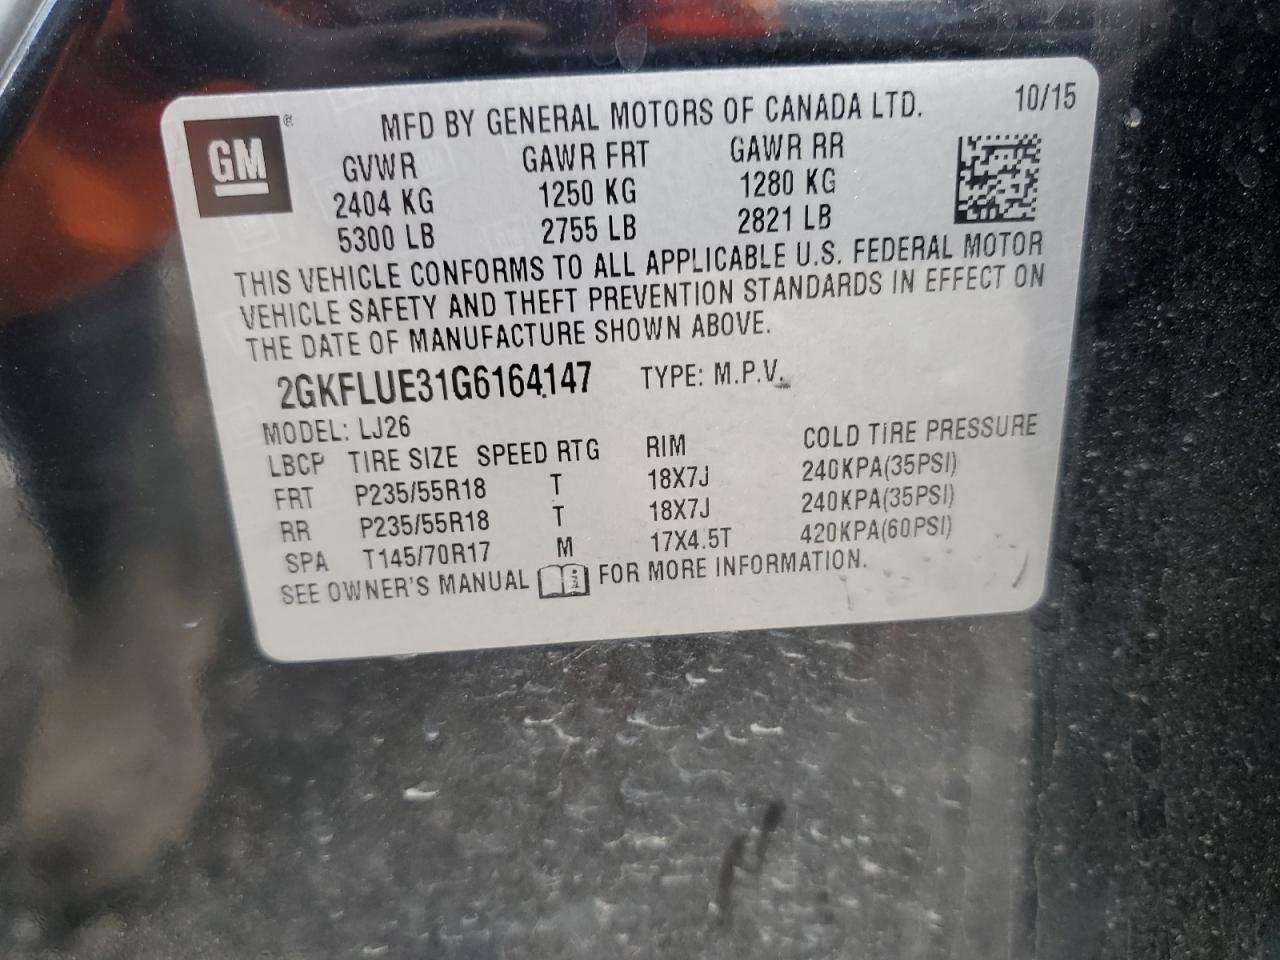 GM ®
MFD BY GENERAL MOTORS OF CANADA LTD. 10/15
GVWR GAWR FRT GAWR RR
2404 KG 1250 KG 1280 KG
5300 LB 2755 LB 2821 LB
THIS VEHICLE CONFORMS TO ALL APPLICABLE U.S. FEDERAL MOTOR
VEHICLE SAFETY AND THEFT PREVENTION STANDARDS IN EFFECT ON
THE DATE OF MANUFACTURE SHOWN ABOVE.
2GKFLUE31G6164147 TYPE: M.P.V.
MODEL: LJ26
LBCP TIRE SIZE SPEED RTG RIM COLD TIRE PRESSURE
FRT P235/55R18 T 18X7J 240KPA(35PSI)
RR P235/55R18 T 18X7J 240KPA(35PSI)
SPA T145/70R17 M 17X4.5T 420KPA(60PSI)
SEE OWNER'S MANUAL i FOR MORE INFORMATION.